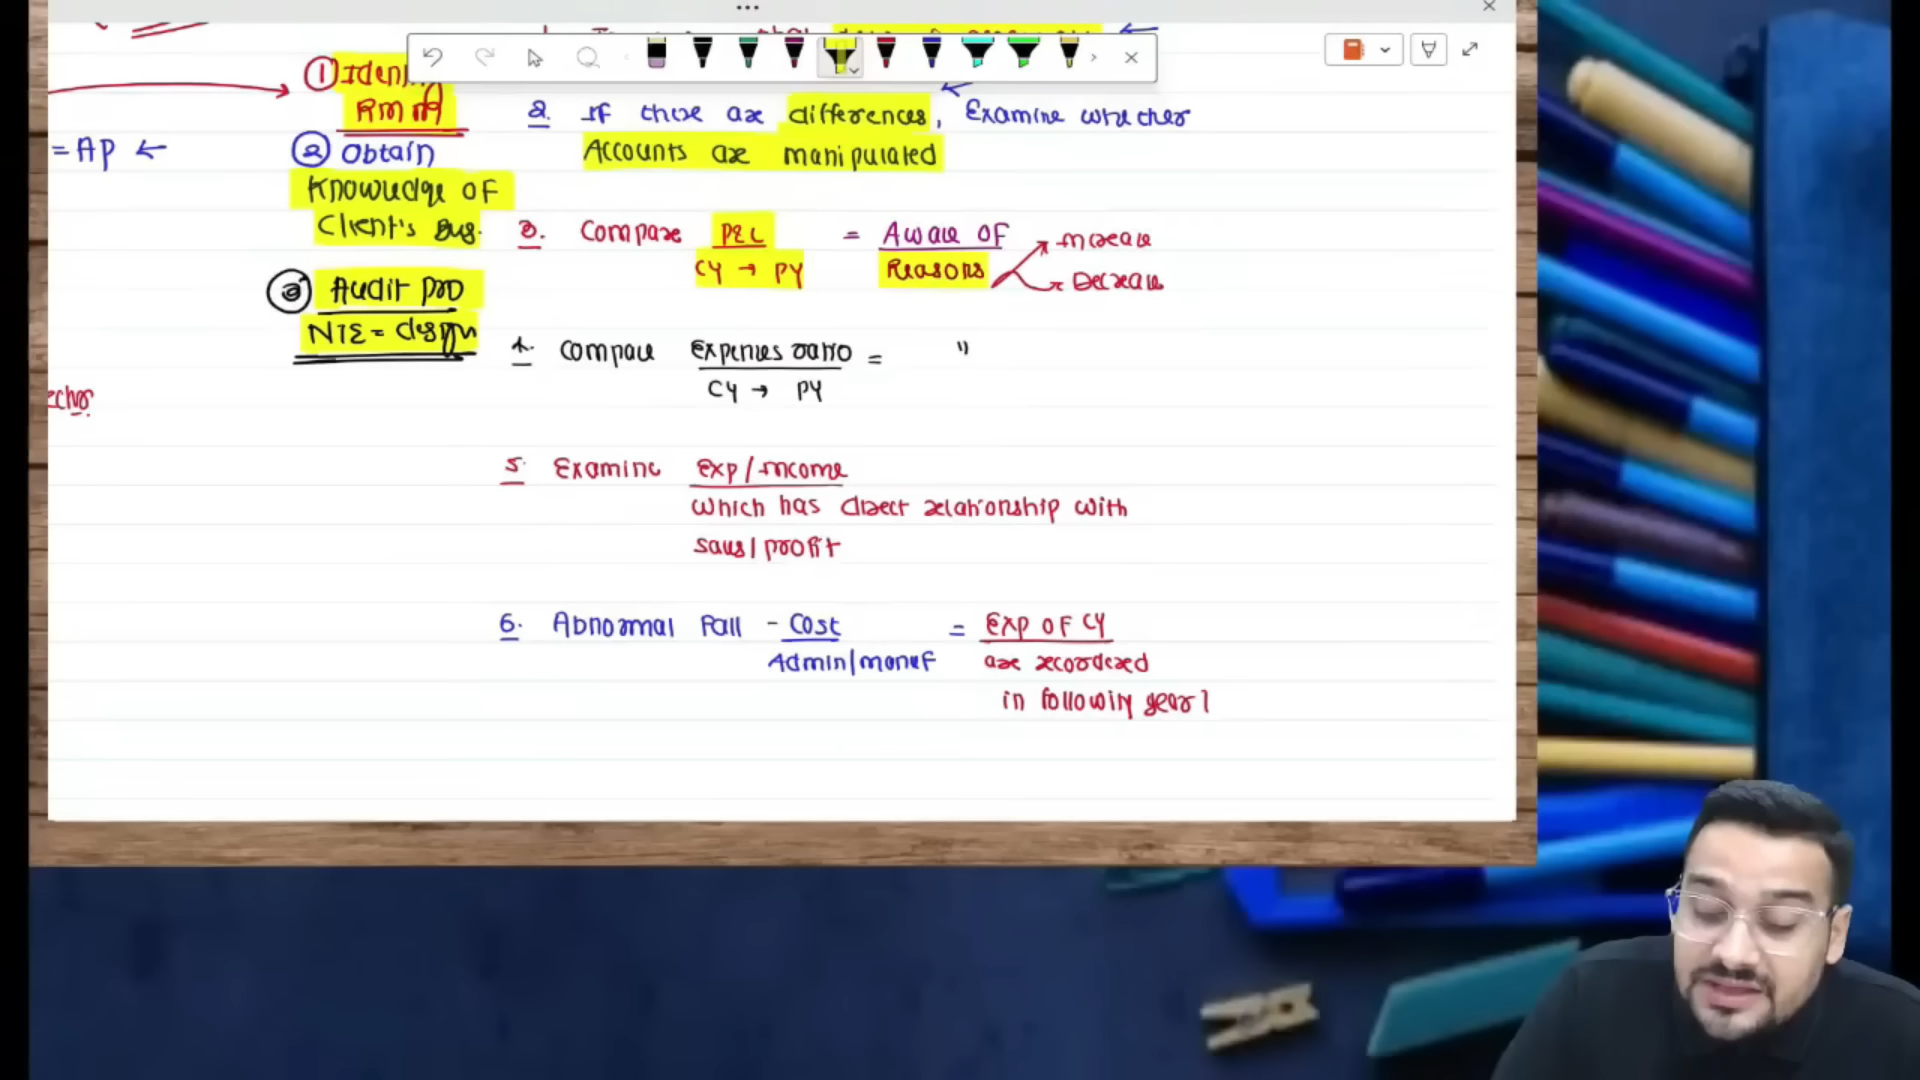 ① Iden
RMM
= AP ←
② Obtain
Knowledge of
Client's Bus.
③ Audit pro
NTE = design
2. If there are differences, Examine whether
Accounts are manipulated
3. Compare P&L = Aware of
CY → PY Reasons
Increase
Decrease
4. Compare Expenses ratio = "
CY → PY
5. Examine Exp/Income
which has direct relationship with
sales/profit
6. Abnormal Fall - Cost = Exp of CY
Admin/manuf are recorded
in following year!